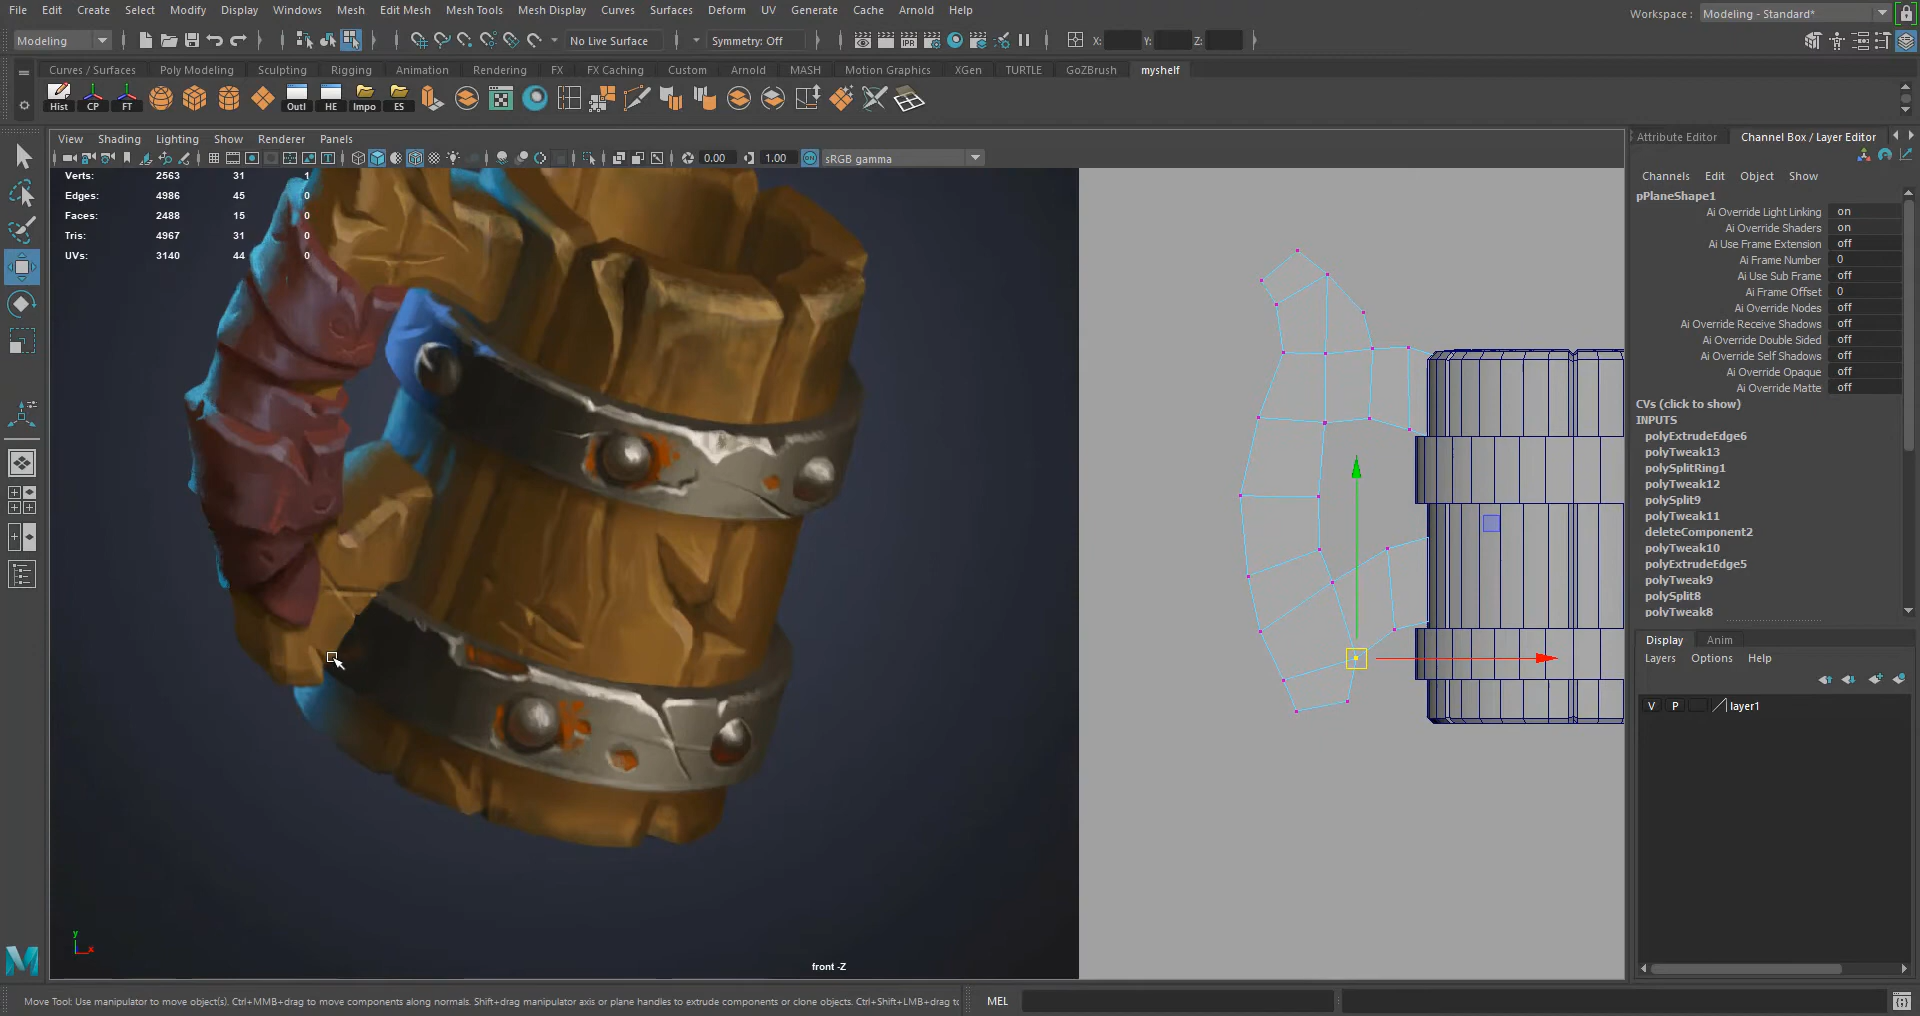 File Edit Create Select Modify Display Windows Mesh Edit Mesh Mesh Tools Mesh Display Curves Surfaces Deform UV Generate Cache Arnold Help
Workspace : Modeling - Standard*
Modeling No Live Surface Symmetry: Off X: Y: Z:
Curves / Surfaces Poly Modeling Sculpting Rigging Animation Rendering FX FX Caching Custom Arnold MASH Motion Graphics XGen TURTLE GoZBrush myshelf
Hist CP FT Outl HE Impo ES
View Shading Lighting Show Renderer Panels
0.00 1.00 sRGB gamma
Verts: 2563 31 1
Edges: 4986 45 0
Faces: 2488 15 0
Tris: 4967 31 0
UVs: 3140 44 0
y
x
front -Z
Attribute Editor Channel Box / Layer Editor
Channels Edit Object Show
pPlaneShape1
Ai Override Light Linking on
Ai Override Shaders on
Ai Use Frame Extension off
Ai Frame Number 0
Ai Use Sub Frame off
Ai Frame Offset 0
Ai Override Nodes off
Ai Override Receive Shadows off
Ai Override Double Sided off
Ai Override Self Shadows off
Ai Override Opaque off
Ai Override Matte off
CVs (click to show)
INPUTS
polyExtrudeEdge6
polyTweak13
polySplitRing1
polyTweak12
polySplit9
polyTweak11
deleteComponent2
polyTweak10
polyExtrudeEdge5
polyTweak9
polySplit8
polyTweak8
Display Anim
Layers Options Help
V P layer1
Move Tool: Use manipulator to move object(s). Ctrl+MMB+drag to move components along normals. Shift+drag manipulator axis or plane handles to extrude components or clone objects. Ctrl+Shift+LMB+drag to
MEL